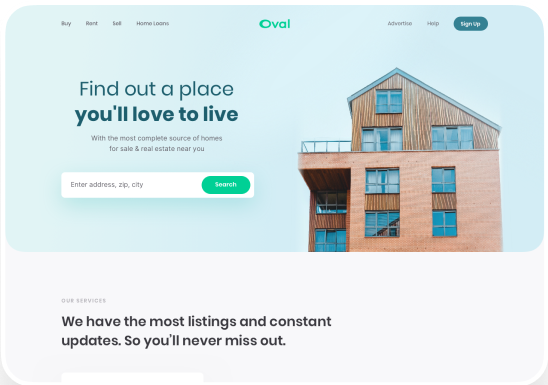 Buy Rent Sell Home Loans Oval Advertise Help Sign Up
Find out a place
you'll love to live
With the most complete source of homes
for sale & real estate near you
Enter address, zip, city Search
OUR SERVICES
We have the most listings and constant
updates. So you'll never miss out.